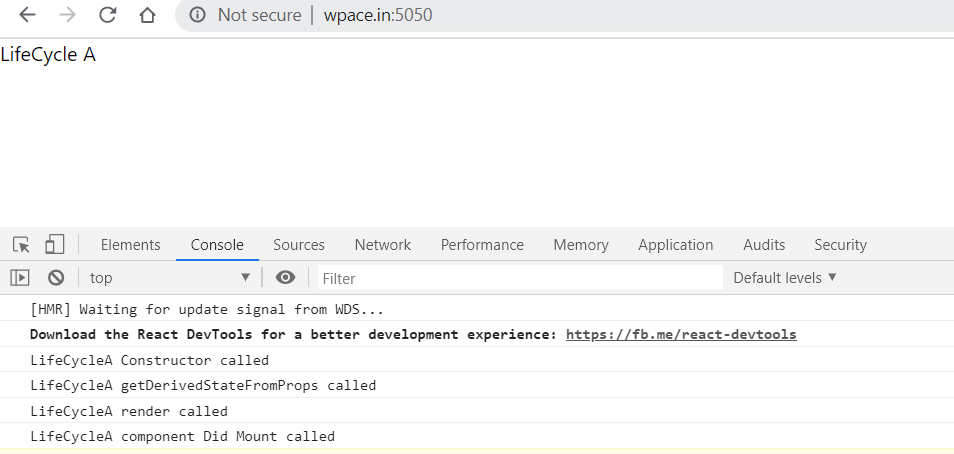 Not secure | wpace.in:5050
LifeCycle A
Elements Console Sources Network Performance Memory Application Audits Security
top Filter Default levels
[HMR] Waiting for update signal from WDS...
Download the React DevTools for a better development experience: https://fb.me/react-devtools
LifeCycleA Constructor called
LifeCycleA getDerivedStateFromProps called
LifeCycleA render called
LifeCycleA component Did Mount called